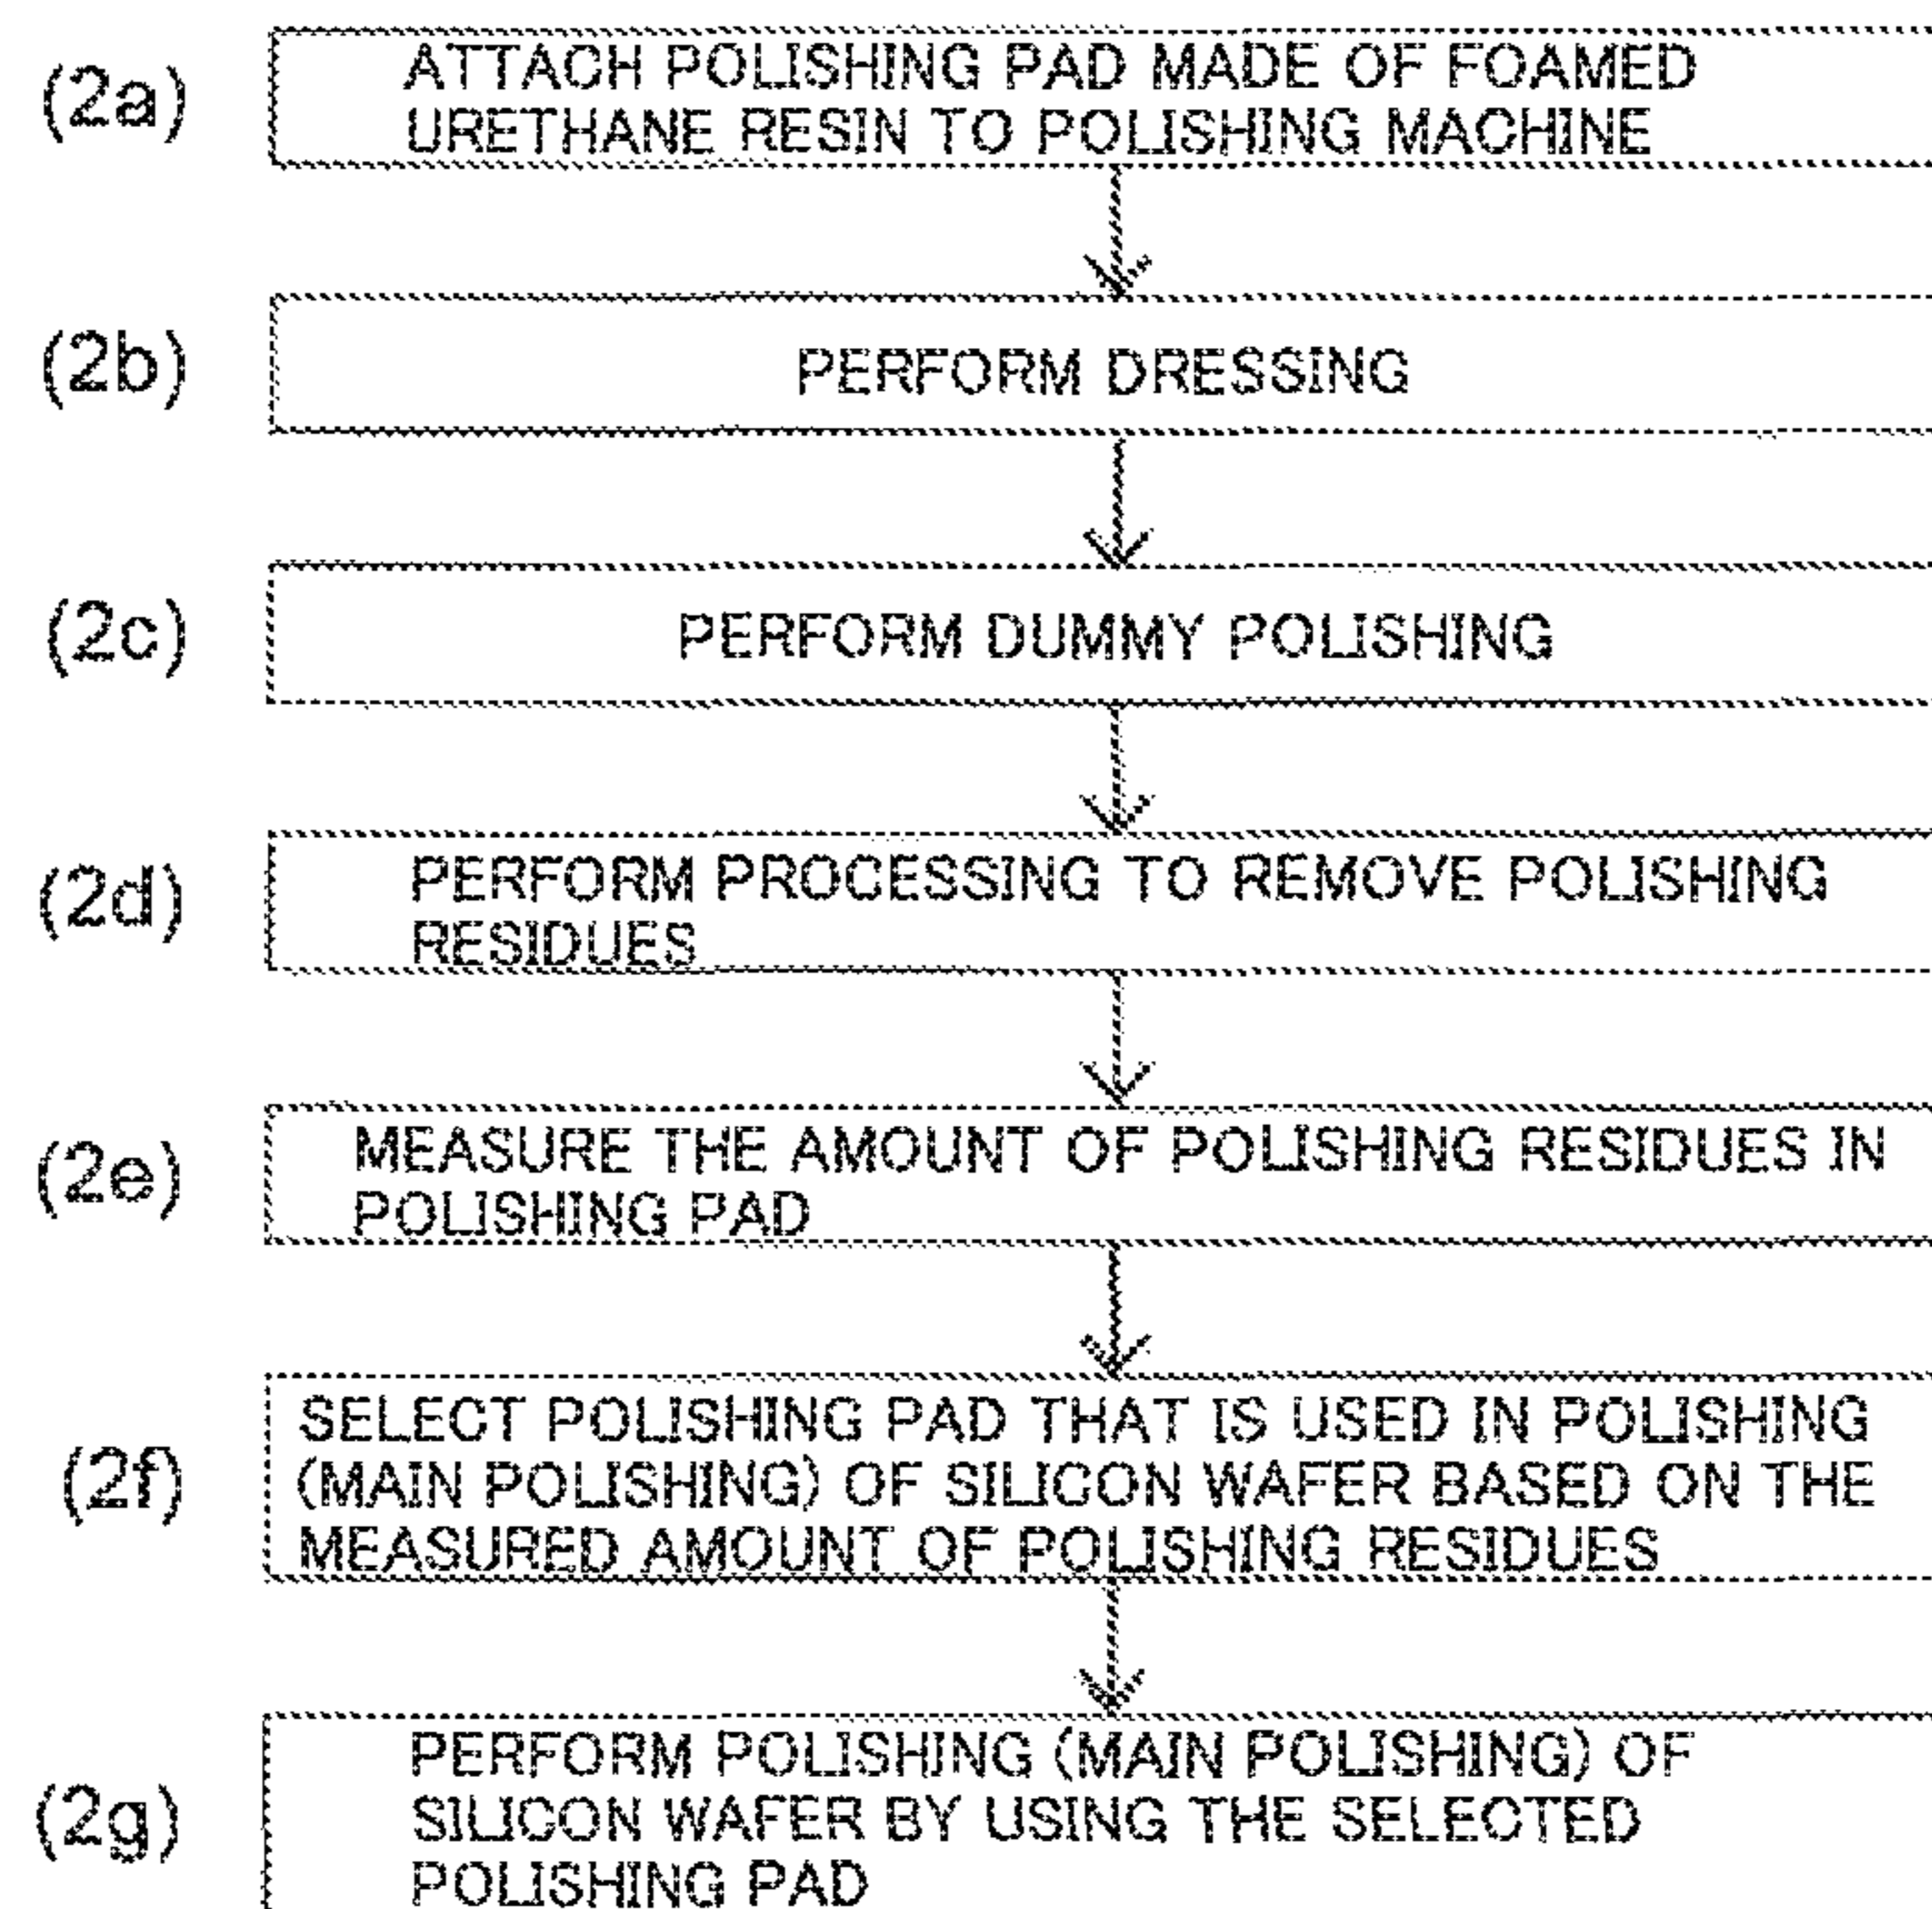 (2a)
ATTACH POLISHING PAD MADE OF FOAMED
URETHANE RESIN TO POLISHING MACHINE
(2b)
PERFORM DRESSING
(2c)
PERFORM DUMMY POLISHING
(2d)
PERFORM PROCESSING TO REMOVE POLISHING
RESIDUES
(2e)
MEASURE THE AMOUNT OF POLISHING RESIDUES IN
POLISHING PAD
(2f)
SELECT POLISHING PAD THAT IS USED IN POLISHING
(MAIN POLISHING) OF SILICON WAFER BASED ON THE
MEASURED AMOUNT OF POLISHING RESIDUES
(2g)
PERFORM POLISHING (MAIN POLISHING) OF
SILICON WAFER BY USING THE SELECTED
POLISHING PAD